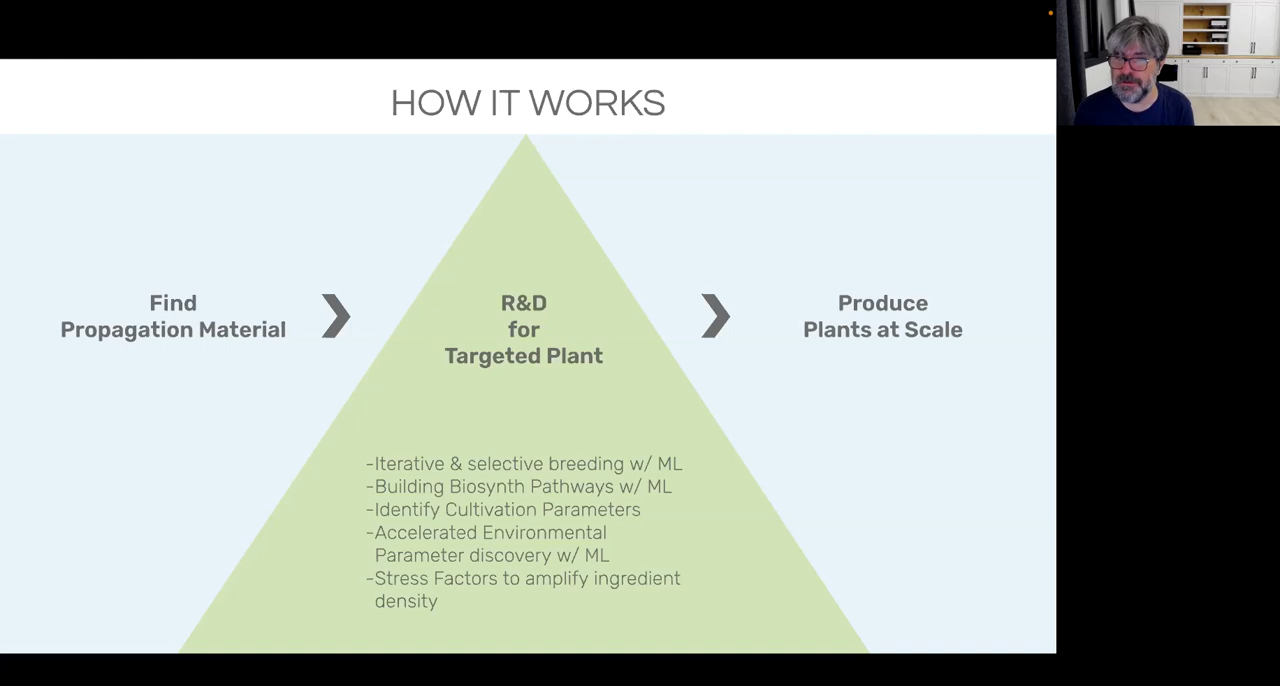 HOW IT WORKS
Find
Propagation Material
R&D
for
Targeted Plant
Produce
Plants at Scale
-Iterative & selective breeding w/ ML
-Building Biosynth Pathways w/ ML
-Identify Cultivation Parameters
-Accelerated Environmental
Parameter discovery w/ ML
-Stress Factors to amplify ingredient
density